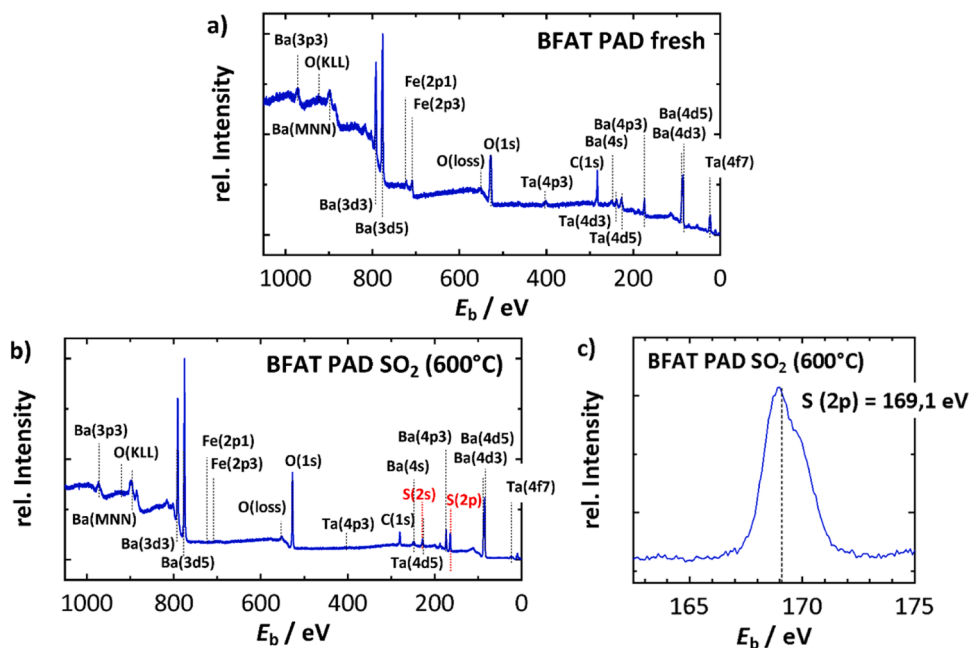 a)
BFAT PAD fresh
rel. Intensity
Ba(3p3)
O(KLL)
Ba(MNN)
Ba(3d3)
Ba(3d5)
Fe(2p1)
Fe(2p3)
O(loss)
O(1s)
Ta(4p3)
C(1s)
Ba(4s)
Ba(4p3)
Ta(4d3)
Ta(4d5)
Ba(4d5)
Ba(4d3)
Ta(4f7)
1000 800 600 400 200 0
E_b / eV
b)
BFAT PAD SO₂ (600°C)
rel. Intensity
Ba(3p3)
O(KLL)
Ba(MNN)
Ba(3d3)
Ba(3d5)
Fe(2p1)
Fe(2p3)
O(loss)
O(1s)
Ta(4p3)
C(1s)
Ba(4s)
Ba(4p3)
S(2s)
S(2p)
Ta(4d5)
Ba(4d5)
Ba(4d3)
Ta(4f7)
1000 800 600 400 200 0
E_b / eV
c)
BFAT PAD SO₂ (600°C)
S (2p) = 169,1 eV
rel. Intensity
165 170 175
E_b / eV